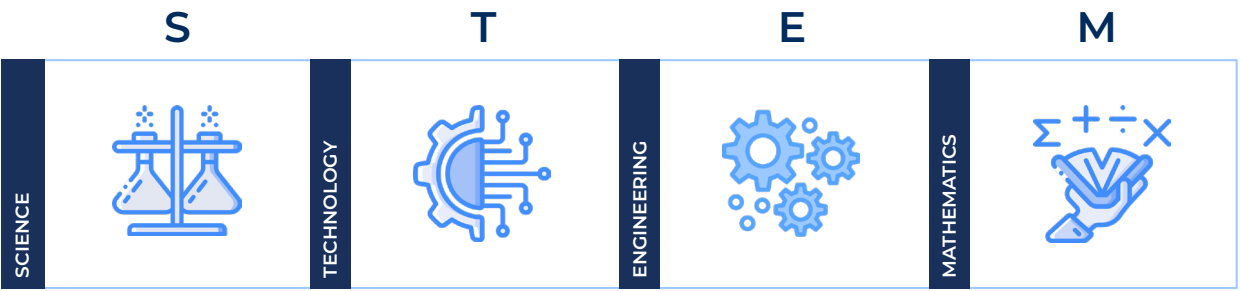 S
T
E
M
SCIENCE
TECHNOLOGY
ENGINEERING
MATHEMATICS
Σ + ÷ ×